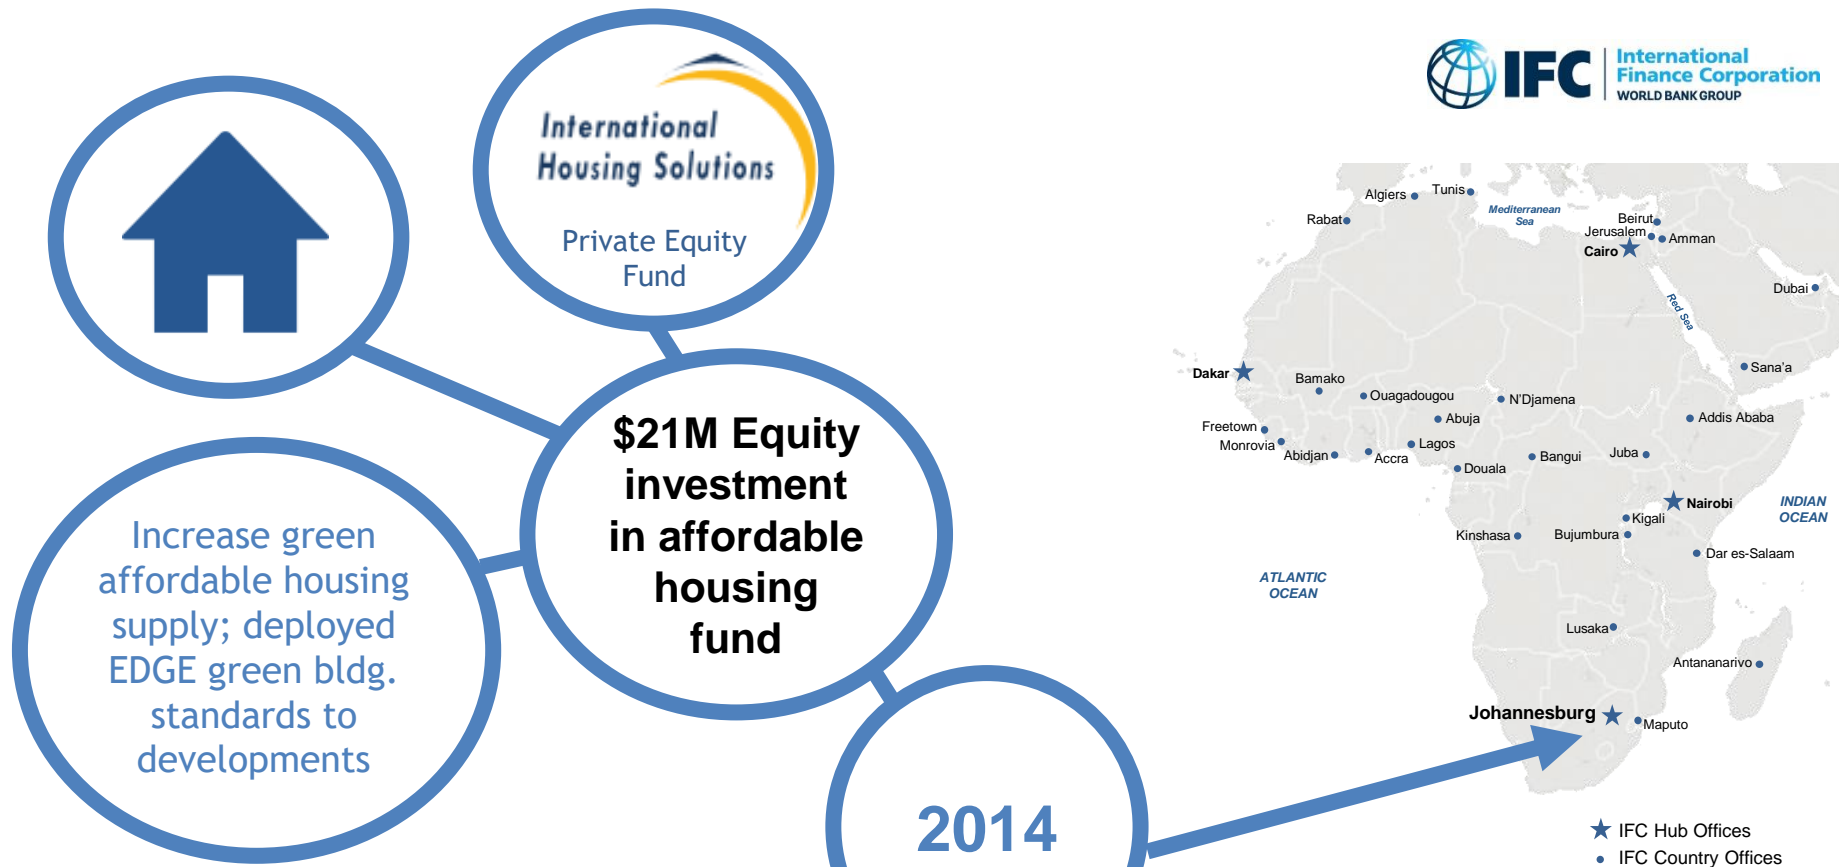 International
Housing Solutions
Private Equity
Fund
IFC
International
Finance Corporation
WORLD BANK GROUP
$21M Equity
investment
in affordable
housing
fund
Increase green
affordable housing
supply; deployed
EDGE green bldg.
standards to
developments
2014
Algiers
Tunis
Rabat
Mediterranean
Sea
Beirut
Jerusalem
Amman
Cairo
Dubai
Red Sea
Dakar
Bamako
Ouagadougou
N'Djamena
Sana'a
Abuja
Addis Ababa
Freetown
Monrovia
Lagos
Abidjan
Accra
Douala
Bangui
Juba
Nairobi
INDIAN
OCEAN
Kigali
Kinshasa
Bujumbura
Dar es-Salaam
ATLANTIC
OCEAN
Lusaka
Antananarivo
Johannesburg
Maputo
IFC Hub Offices
IFC Country Offices